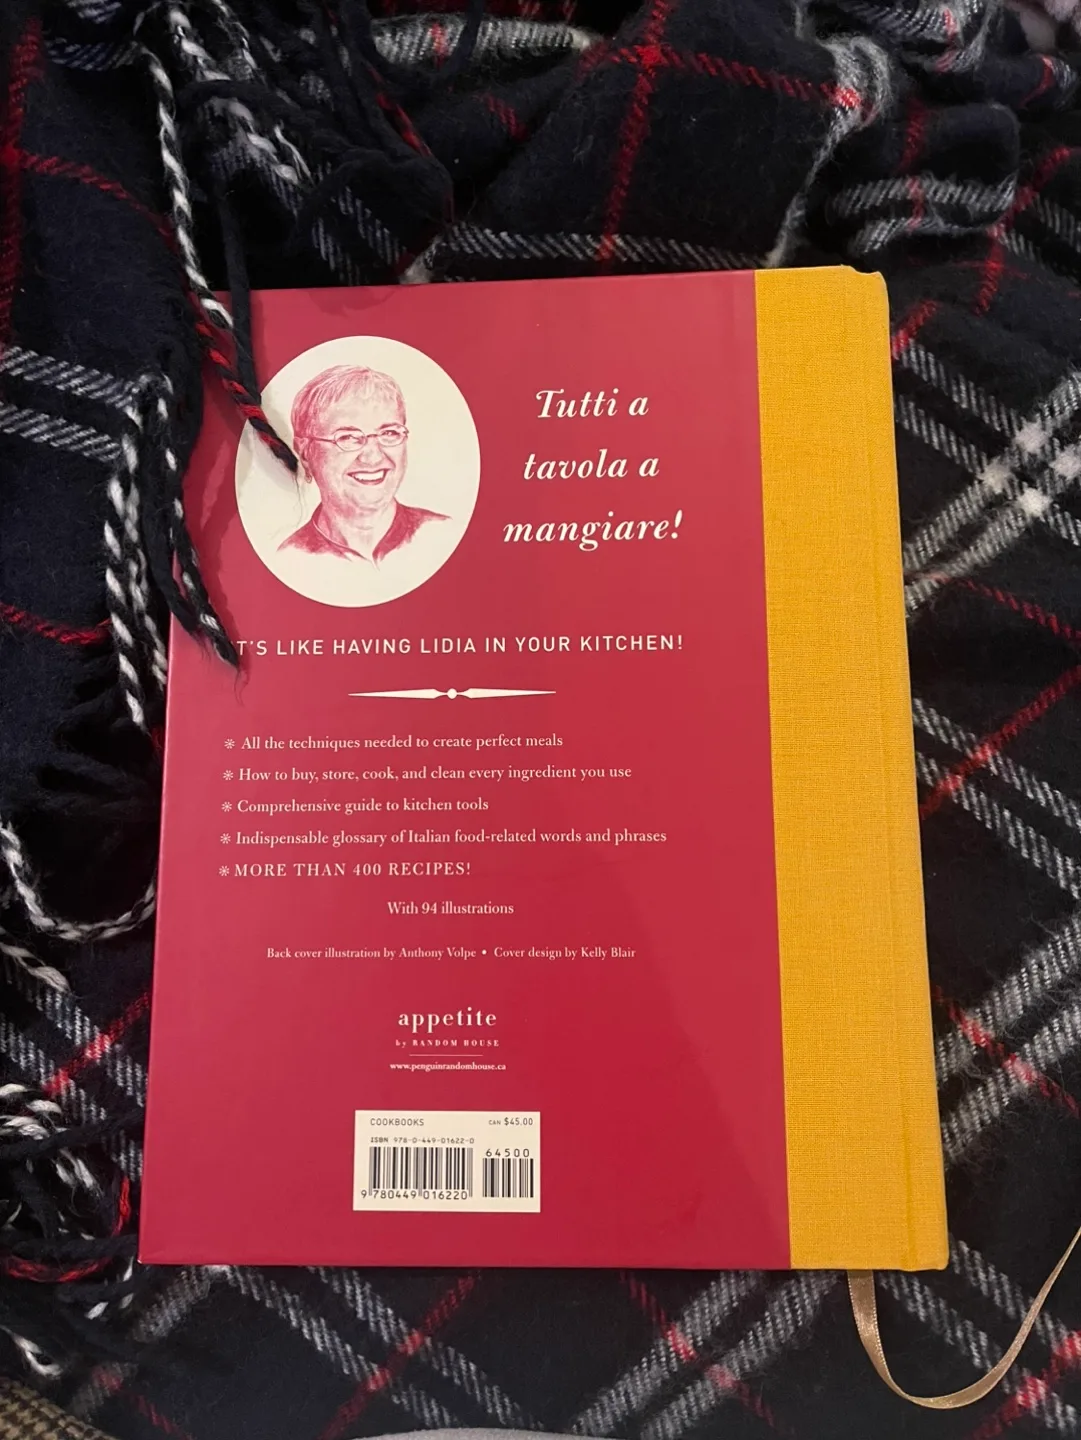 Tutti a
tavola a
mangiare!
T'S LIKE HAVING LIDIA IN YOUR KITCHEN!
All the techniques needed to create perfect meals
How to buy, store, cook, and clean every ingredient you use
Comprehensive guide to kitchen tools
Indispensable glossary of Italian food-related words and phrases
MORE THAN 400 RECIPES!
With 94 illustrations
Back cover illustration by Anthony Volpe • Cover design by Kelly Blair
appetite
by RANDOM HOUSE
www.penguinrandomhouse.ca
COOKBOOKS CAN $45.00
ISBN 978-0-449-01622-0
64500
9 780449 016220